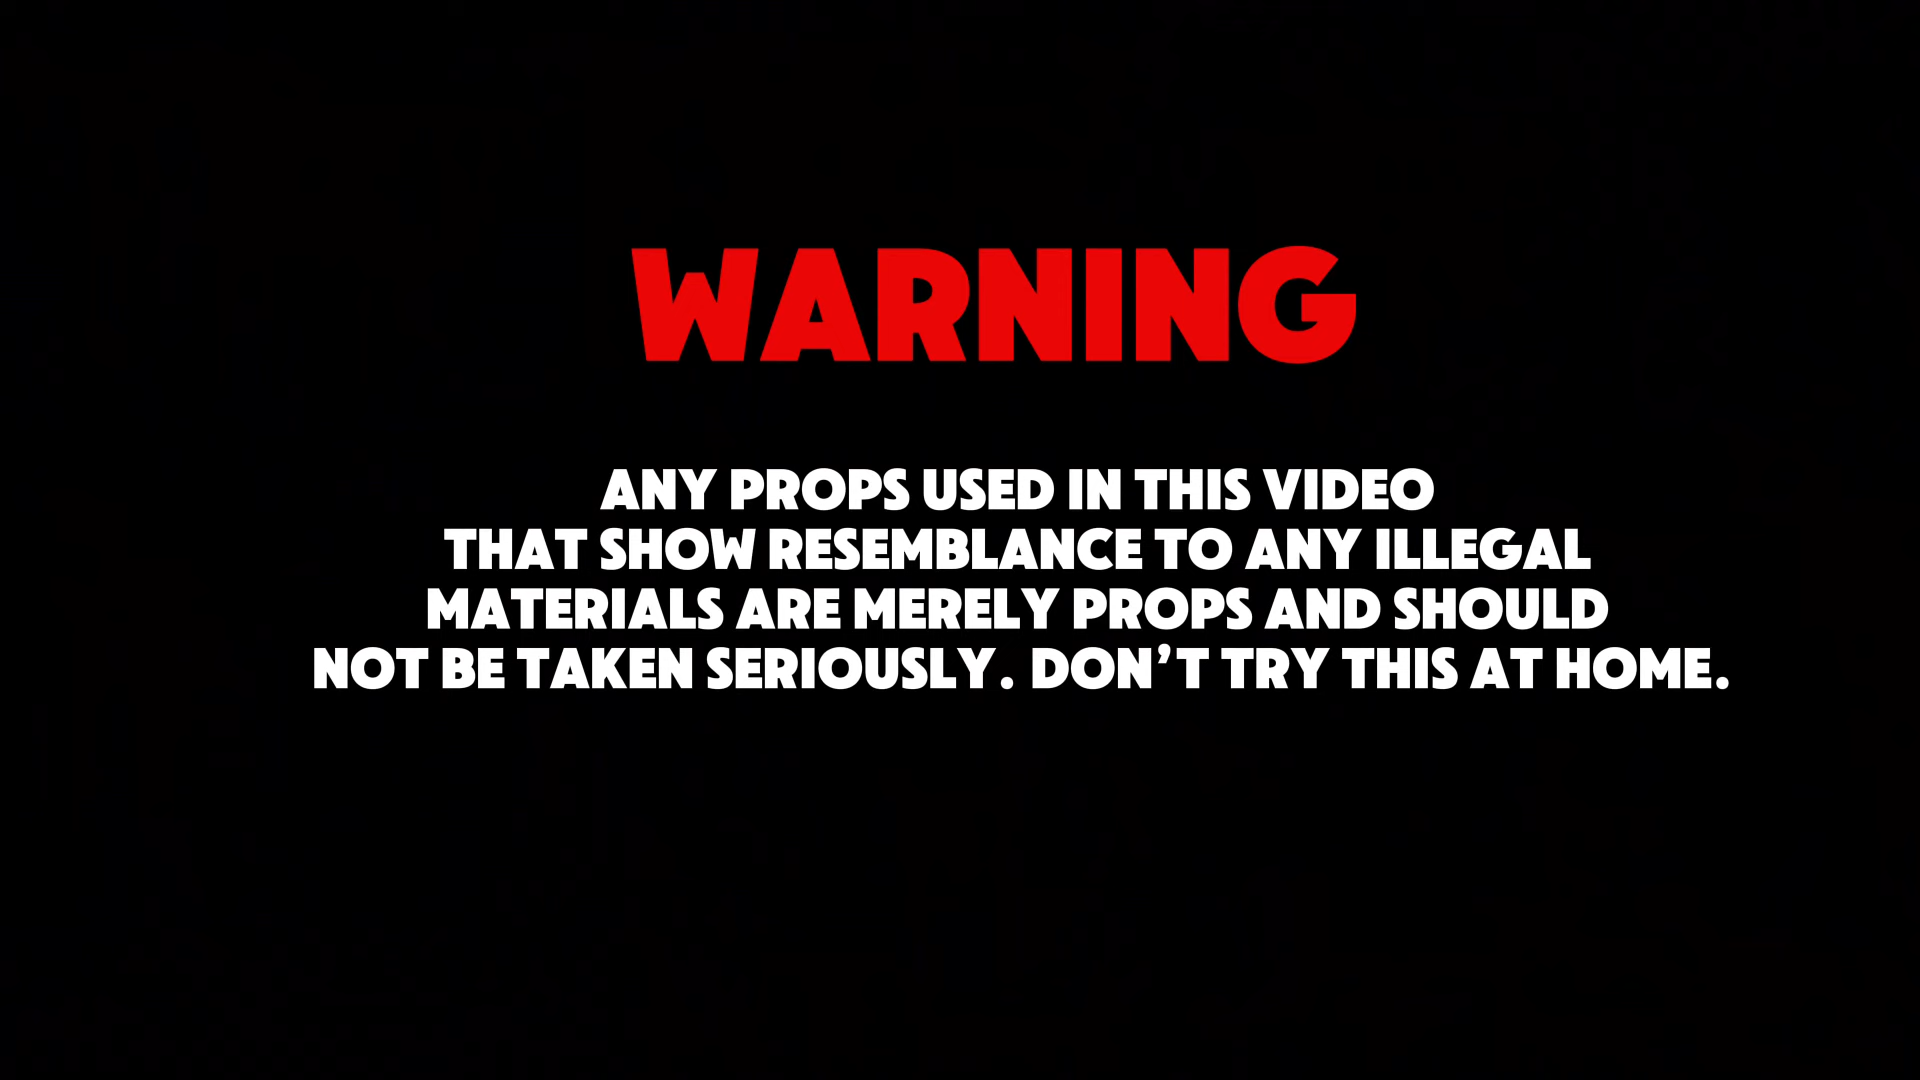 WARNING
ANY PROPS USED IN THIS VIDEO
THAT SHOW RESEMBLANCE TO ANY ILLEGAL
MATERIALS ARE MERELY PROPS AND SHOULD
NOT BE TAKEN SERIOUSLY. DON'T TRY THIS AT HOME.